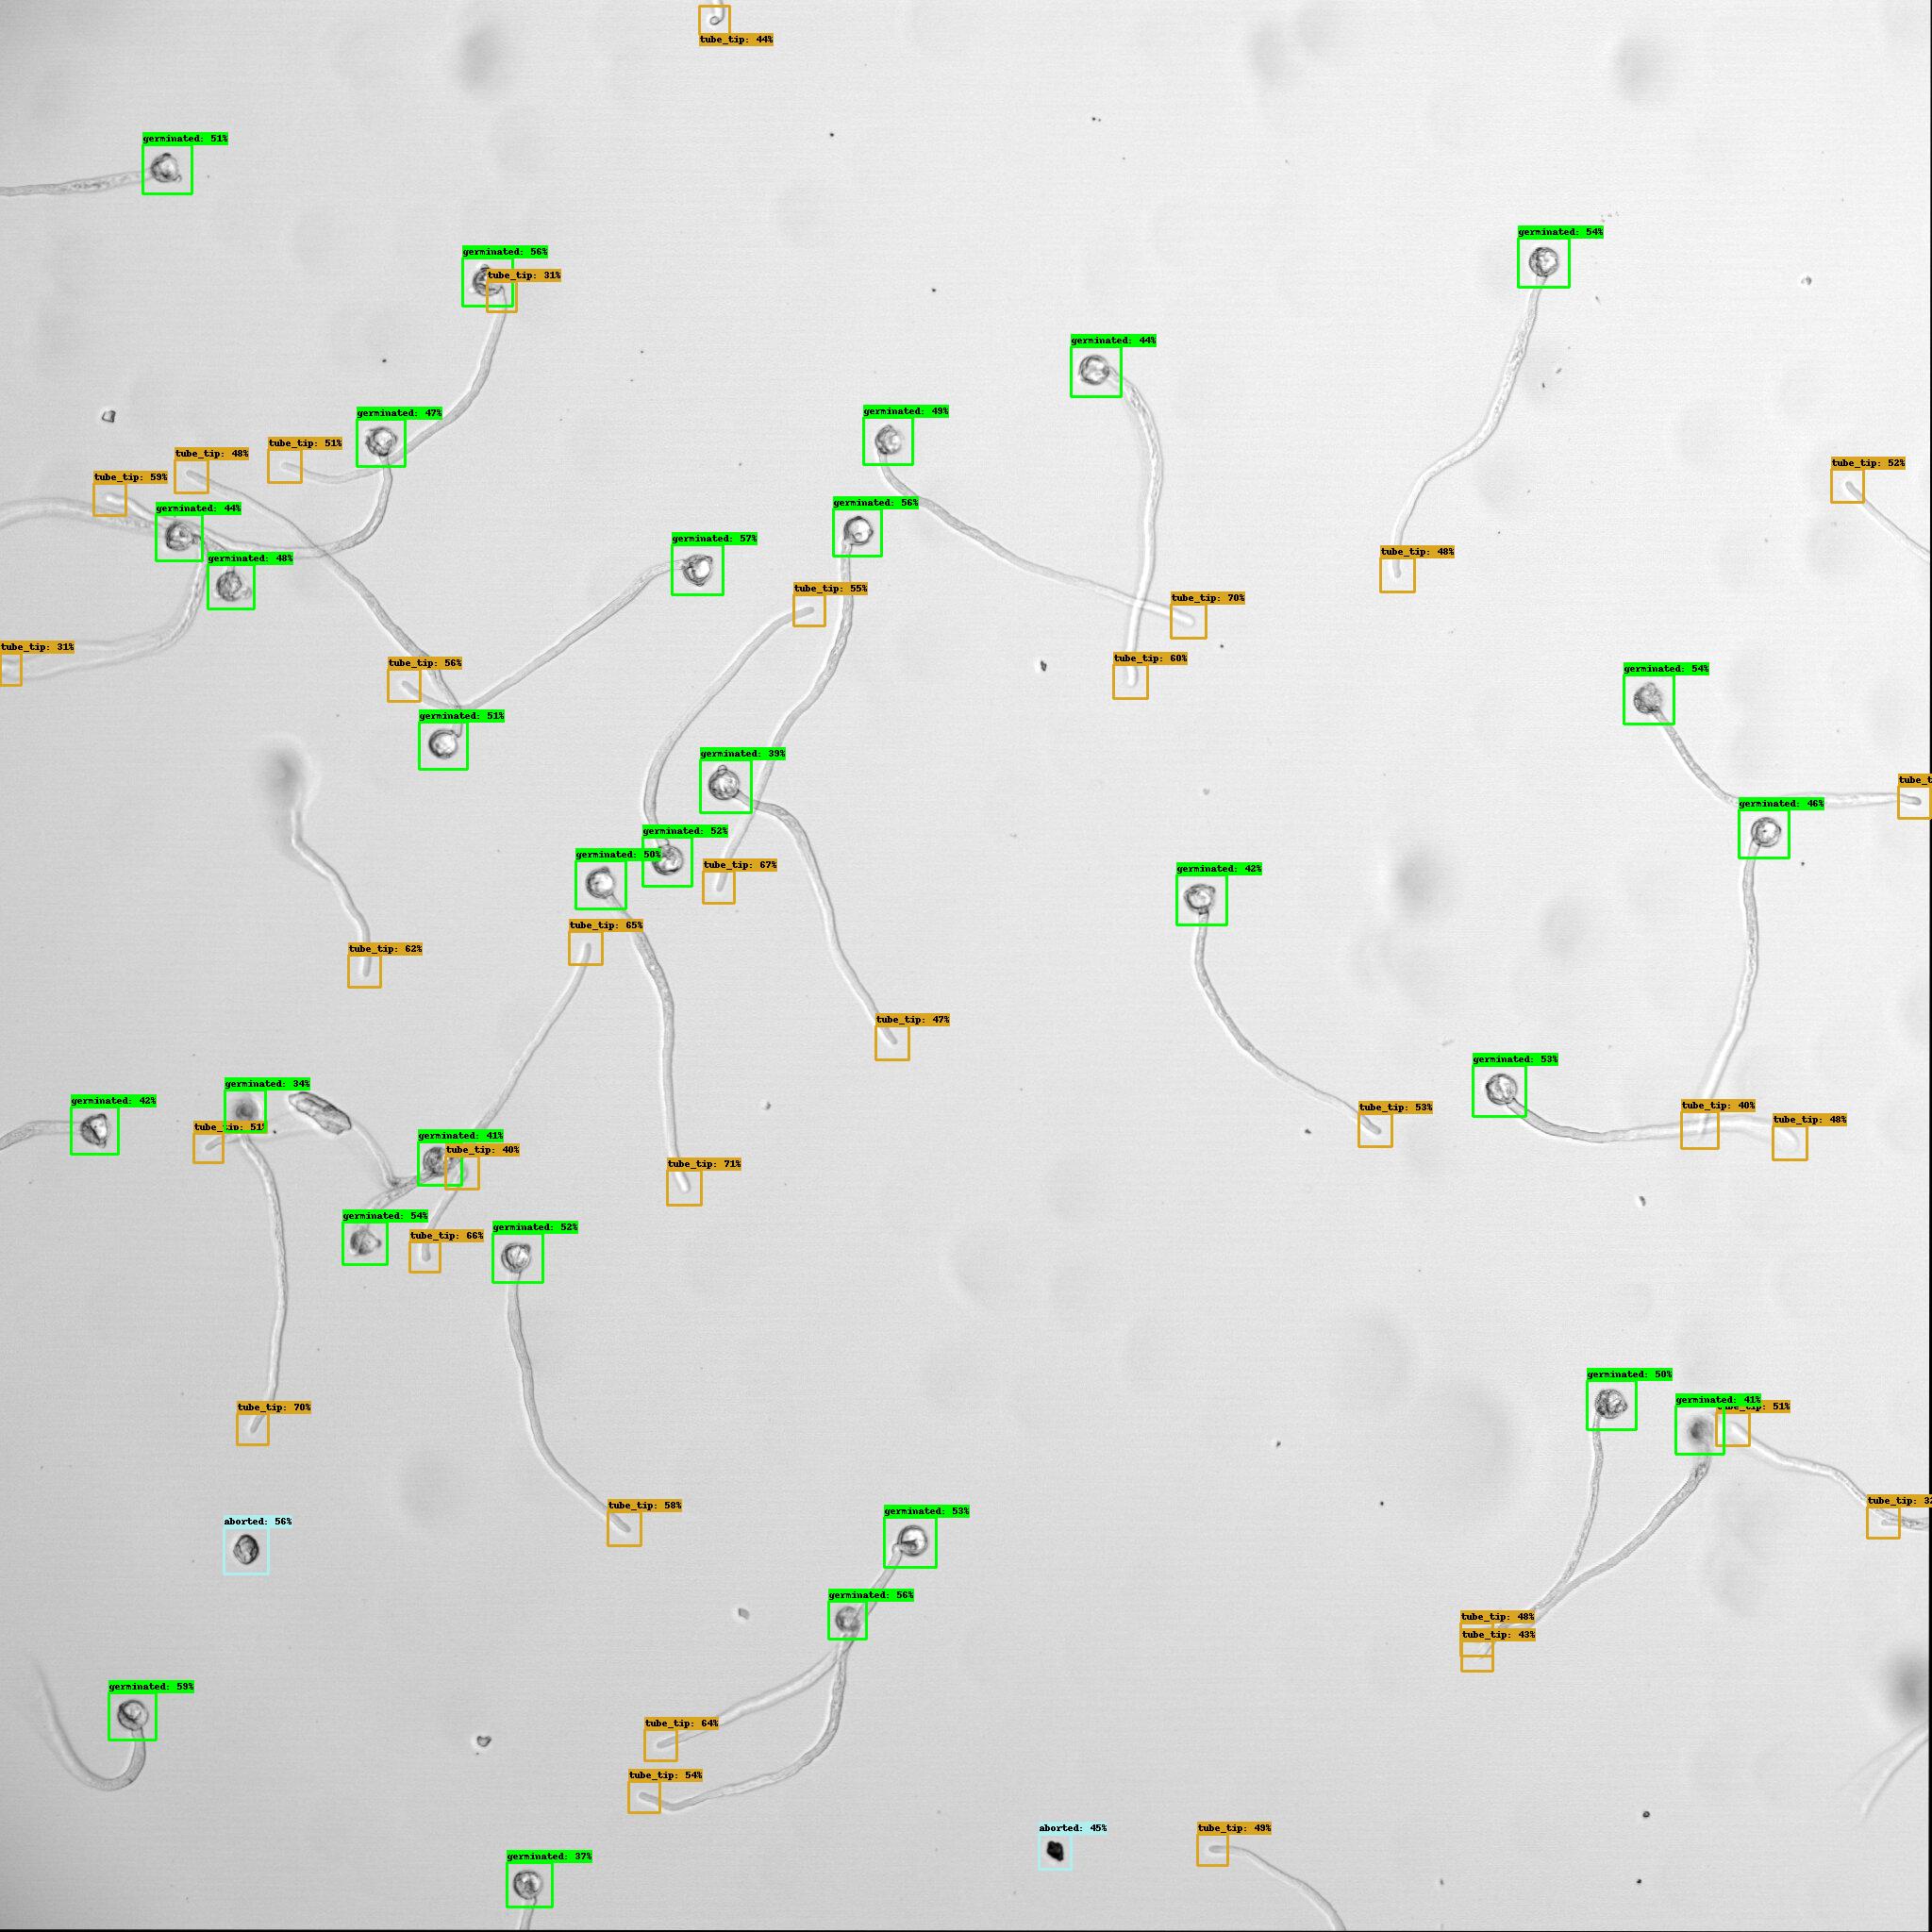 tube_tip: 44%
germinated: 51%
germinated: 54%
germinated: 56%
tube_tip: 31%
germinated: 44%
germinated: 47%
germinated: 49%
tube_tip: 51%
tube_tip: 48%
tube_tip: 52%
tube_tip: 59%
germinated: 56%
germinated: 44%
germinated: 57%
tube_tip: 48%
germinated: 48%
tube_tip: 55%
tube_tip: 70%
tube_tip: 31%
tube_tip: 60%
tube_tip: 56%
germinated: 54%
germinated: 51%
germinated: 39%
tube_t
germinated: 46%
germinated: 52%
germinated: 50%
tube_tip: 67%
germinated: 42%
tube_tip: 65%
tube_tip: 62%
tube_tip: 47%
germinated: 53%
germinated: 34%
germinated: 42%
tube_tip: 40%
tube_tip: 53%
tube_tip: 48%
tube_tip: 51%
germinated: 41%
tube_tip: 40%
tube_tip: 71%
germinated: 54%
germinated: 52%
tube_tip: 66%
germinated: 50%
germinated: 41%
tube_tip: 51%
tube_tip: 70%
tube_tip: 32
tube_tip: 58%
germinated: 53%
aborted: 56%
germinated: 56%
tube_tip: 48%
tube_tip: 43%
germinated: 59%
tube_tip: 64%
tube_tip: 54%
aborted: 45%
tube_tip: 49%
germinated: 37%